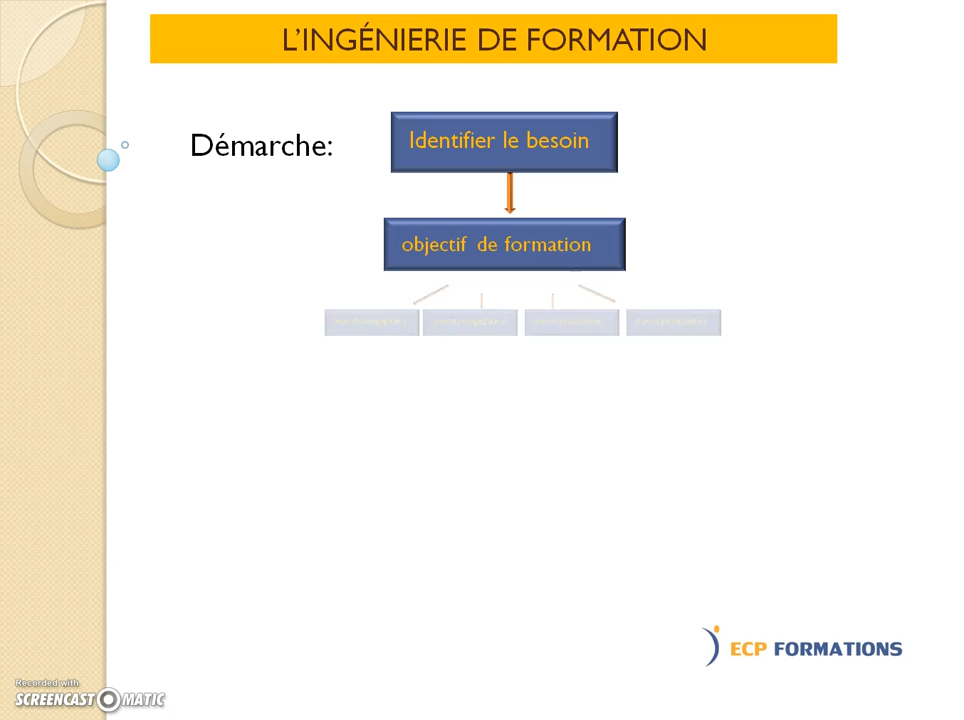 L'INGÉNIERIE DE FORMATION
Démarche:
Identifier le besoin
objectif de formation
ECP FORMATIONS
Recorded with
SCREENCAST MATIC